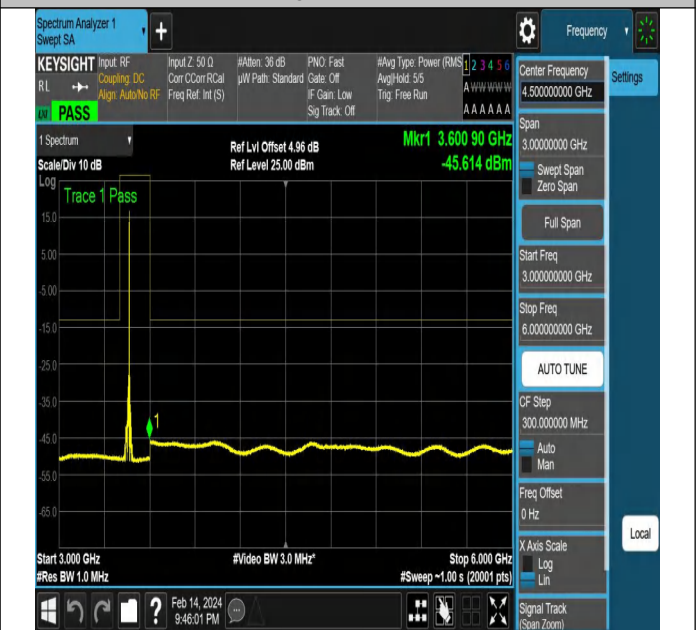 Spectrum Analyzer 1
Swept SA
+
Frequency
KEYSIGHT
RL
PASS
Input: RF
Coupling: DC
Align: Auto/No RF
Input Z: 50 Ω
Corr CCorr RCal
Freq Ref: Int (S)
#Atten: 36 dB
µW Path: Standard
PNO: Fast
Gate: Off
IF Gain: Low
Sig Track: Off
#Avg Type: Power (RMS)
Avg|Hold: 5/5
Trig: Free Run
1 2 3 4 5 6
A W W W W W
A A A A A A
1 Spectrum
Scale/Div 10 dB
Ref Lvl Offset 4.96 dB
Ref Level 25.00 dBm
Mkr1 3.600 90 GHz
-45.614 dBm
Log
Trace 1 Pass
15.0
5.00
-5.00
-15.0
-25.0
-35.0
-45.0
-55.0
-65.0
1
Start 3.000 GHz
#Res BW 1.0 MHz
#Video BW 3.0 MHz*
Stop 6.000 GHz
#Sweep ~1.00 s (20001 pts)
Feb 14, 2024
9:46:01 PM
?
Center Frequency
4.500000000 GHz
Settings
Span
3.00000000 GHz
Swept Span
Zero Span
Full Span
Start Freq
3.000000000 GHz
Stop Freq
6.000000000 GHz
AUTO TUNE
CF Step
300.000000 MHz
Auto
Man
Freq Offset
0 Hz
X Axis Scale
Log
Lin
Local
Signal Track
(Span Zoom)